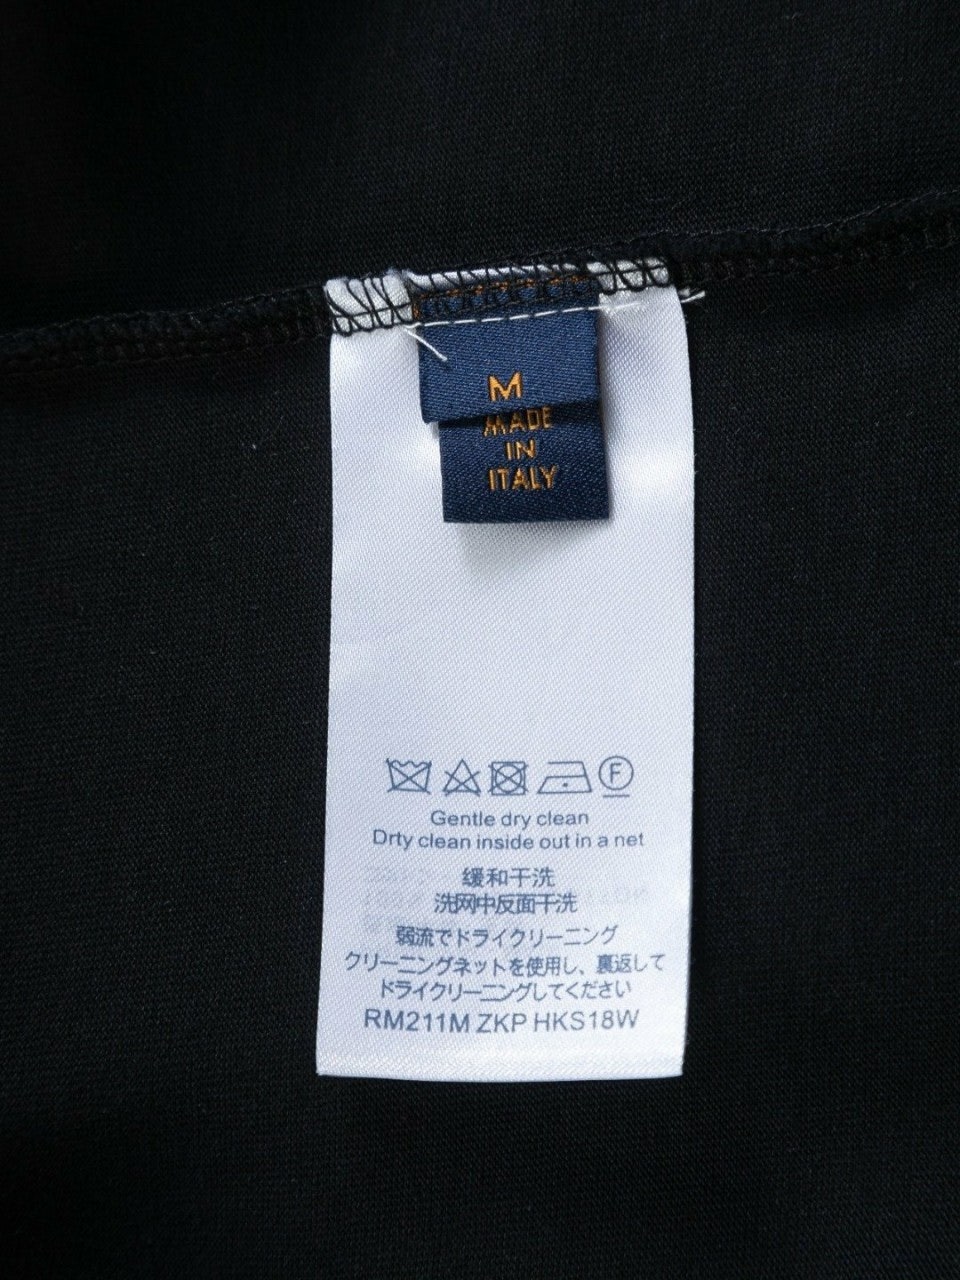 M
MADE
IN
ITALY
F
Gentle dry clean
Drty clean inside out in a net
缓和干洗
洗网中反面干洗
弱流でドライクリーニング
クリーニングネットを使用し、裏返して
ドライクリーニングしてください
RM211M ZKP HKS18W